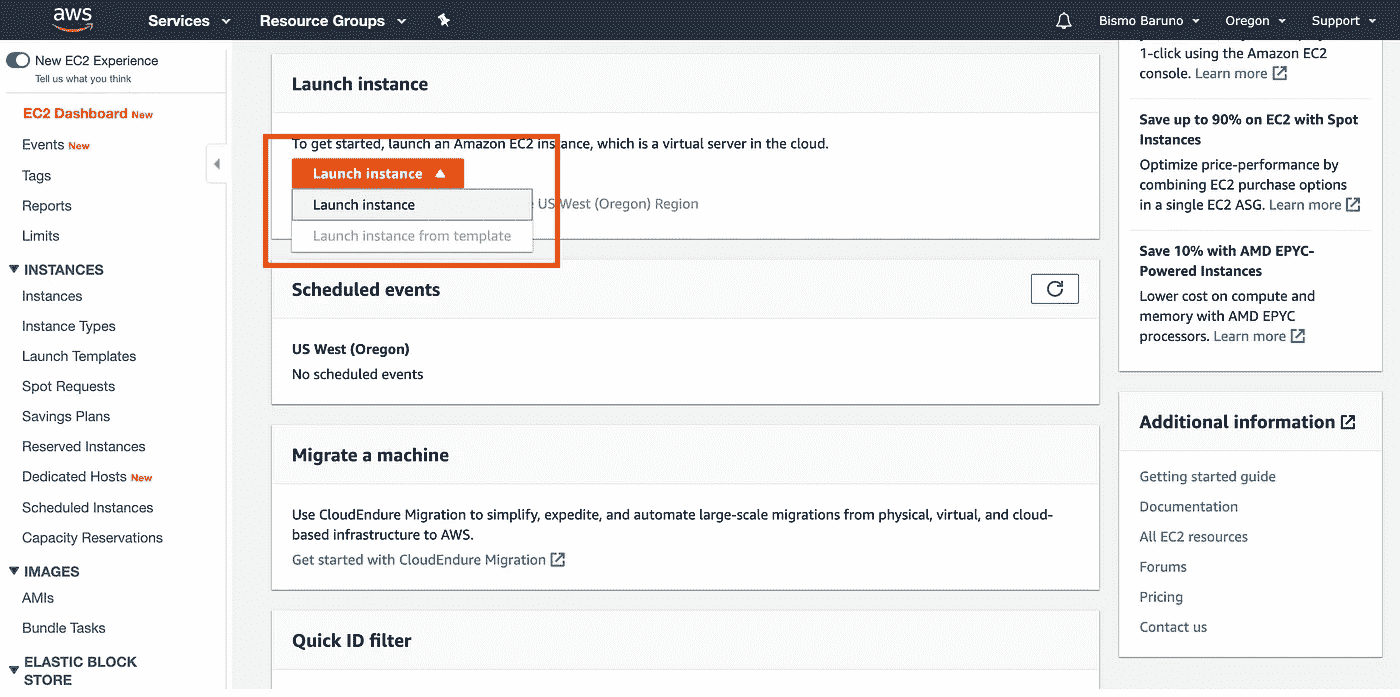 aws
Services
Resource Groups
Bismo Baruno
Oregon
Support
New EC2 Experience
Tell us what you think
EC2 Dashboard New
Events New
Tags
Reports
Limits
INSTANCES
Instances
Instance Types
Launch Templates
Spot Requests
Savings Plans
Reserved Instances
Dedicated Hosts New
Scheduled Instances
Capacity Reservations
IMAGES
AMIs
Bundle Tasks
ELASTIC BLOCK
STORE
Launch instance
To get started, launch an Amazon EC2 instance, which is a virtual server in the cloud.
Launch instance
Launch instance
US West (Oregon) Region
Launch instance from template
Scheduled events
US West (Oregon)
No scheduled events
Migrate a machine
Use CloudEndure Migration to simplify, expedite, and automate large-scale migrations from physical, virtual, and cloud-
based infrastructure to AWS.
Get started with CloudEndure Migration
Quick ID filter
1-click using the Amazon EC2
console. Learn more
Save up to 90% on EC2 with Spot
Instances
Optimize price-performance by
combining EC2 purchase options
in a single EC2 ASG. Learn more
Save 10% with AMD EPYC-
Powered Instances
Lower cost on compute and
memory with AMD EPYC
processors. Learn more
Additional information
Getting started guide
Documentation
All EC2 resources
Forums
Pricing
Contact us